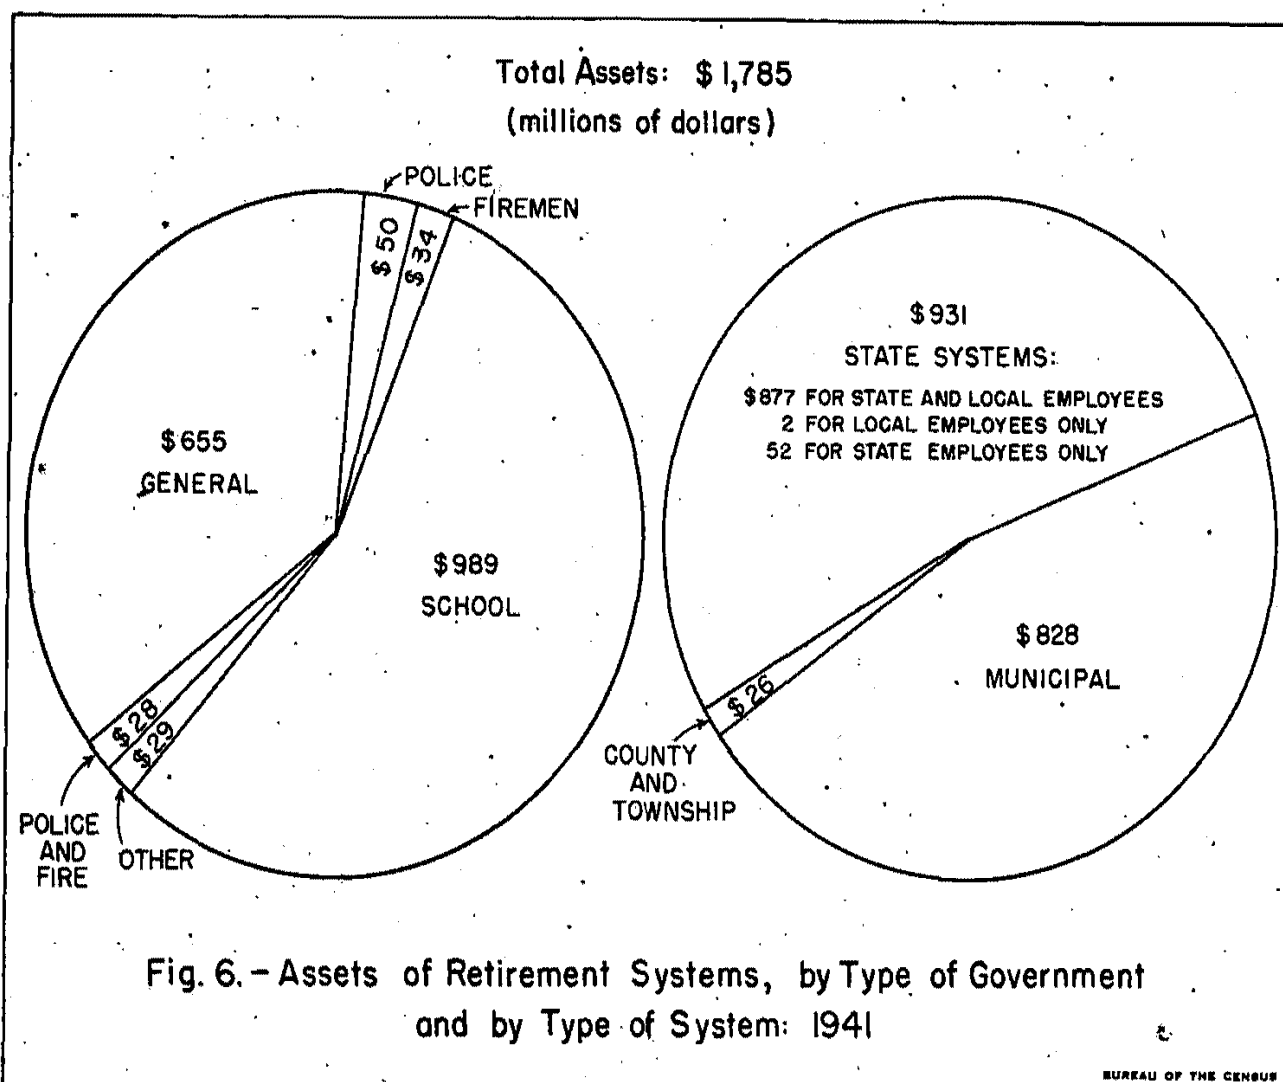 Total Assets: $1,785
(millions of dollars)
POLICE
FIREMEN
$50
$34
$655
GENERAL
$989
SCHOOL
$28
$29
POLICE
AND
FIRE
OTHER
$931
STATE SYSTEMS:
$877 FOR STATE AND LOCAL EMPLOYEES
2 FOR LOCAL EMPLOYEES ONLY
52 FOR STATE EMPLOYEES ONLY
$828
MUNICIPAL
$26
COUNTY
AND
TOWNSHIP
Fig. 6.-Assets of Retirement Systems, by Type of Government
and by Type of System: 1941
BUREAU OF THE CENSUS